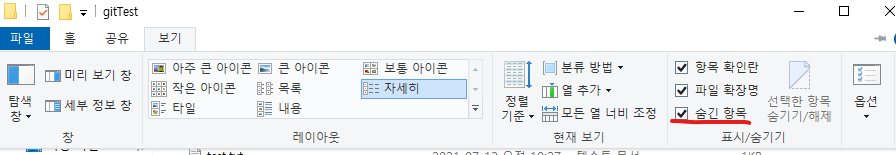 gitTest
파일 홈 공유 보기
탐색 창
미리 보기 창
세부 정보 창
창
아주 큰 아이콘 큰 아이콘 보통 아이콘
작은 아이콘 목록 자세히
타일 내용
레이아웃
정렬 기준
분류 방법
열 추가
모든 열 너비 조정
현재 보기
항목 확인란
파일 확장명
숨긴 항목
선택한 항목
숨기기/해제
표시/숨기기
옵션